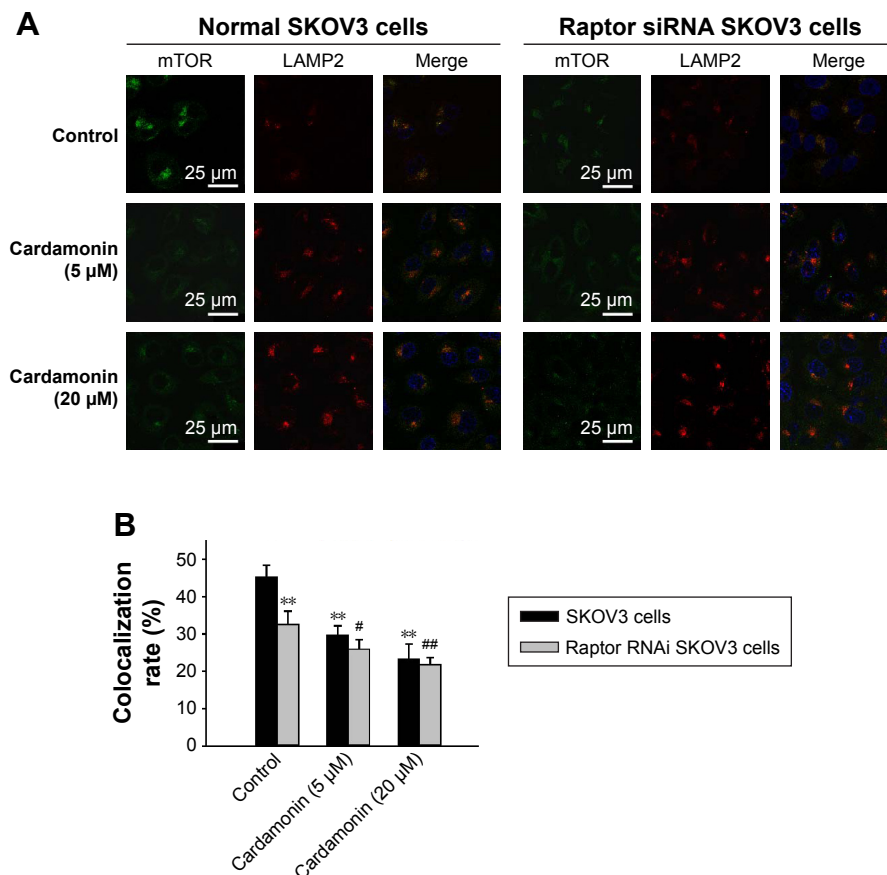 A
Normal SKOV3 cells
Raptor siRNA SKOV3 cells
mTOR LAMP2 Merge
mTOR LAMP2 Merge
Control
25 µm
25 µm
Cardamonin
(5 µM)
25 µm
25 µm
Cardamonin
(20 µM)
25 µm
25 µm
B
Colocalization
rate (%)
50
40
30
20
10
0
**
**
#
**
##
Control
Cardamonin (5 µM)
Cardamonin (20 µM)
SKOV3 cells
Raptor RNAi SKOV3 cells